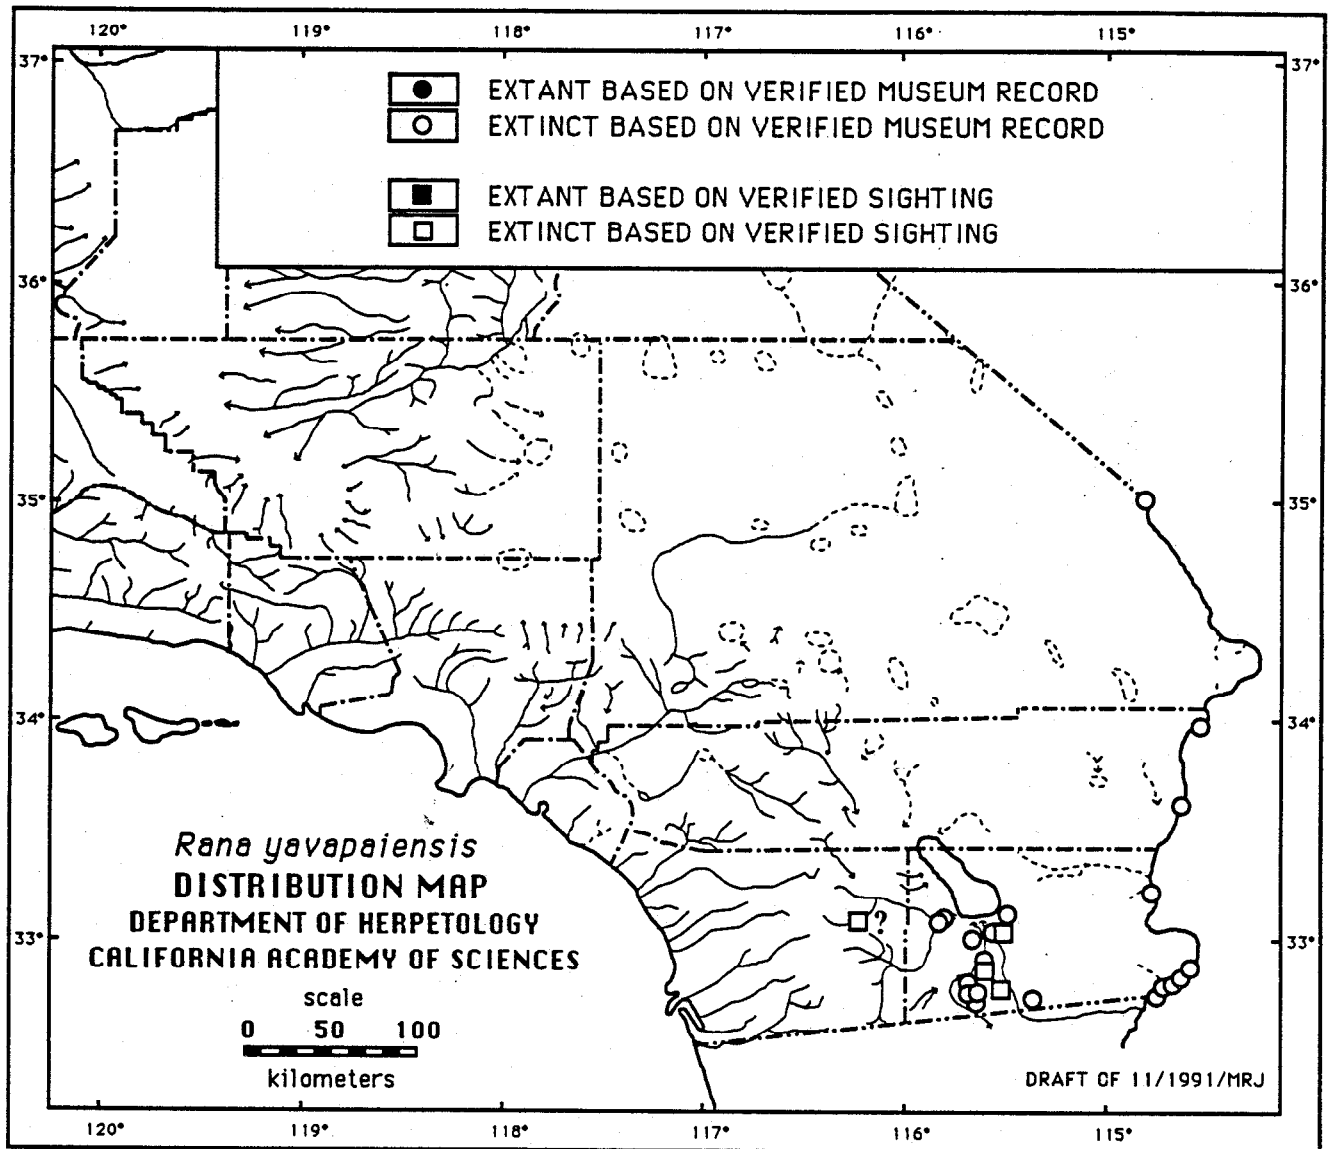 120° 119° 118° 117° 116° 115°
37° 37°
EXTANT BASED ON VERIFIED MUSEUM RECORD
EXTINCT BASED ON VERIFIED MUSEUM RECORD
EXTANT BASED ON VERIFIED SIGHTING
EXTINCT BASED ON VERIFIED SIGHTING
36° 36°
35° 35°
34° 34°
Rana yavapaiensis
DISTRIBUTION MAP
DEPARTMENT OF HERPETOLOGY
?
33° 33°
CALIFORNIA ACADEMY OF SCIENCES
scale
0 50 100
kilometers
DRAFT OF 11/1991/MRJ
120° 119° 118° 117° 116° 115°